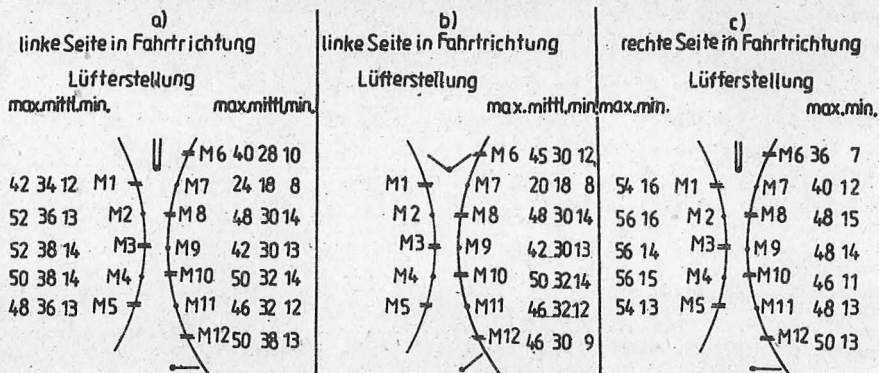 a)
linke Seite in Fahrtrichtung
Lüfterstellung
max.mittl.min. max.mittl.min.
M6 40 28 10
42 34 12 M1 M7 24 18 8
52 36 13 M2 M8 48 30 14
52 38 14 M3 M9 42 30 13
50 38 14 M4 M10 50 32 14
48 36 13 M5 M11 46 32 12
M12 50 38 13
b)
linke Seite in Fahrtrichtung
Lüfterstellung
max.mittl.min.
M6 45 30 12
M1 M7 20 18 8
M2 M8 48 30 14
M3 M9 42 30 13
M4 M10 50 32 14
M5 M11 46 32 12
M12 46 30 9
c)
rechte Seite in Fahrtrichtung
Lüfterstellung
max.min. max.min.
M6 36 7
54 16 M1 M7 40 12
56 16 M2 M8 48 15
56 14 M3 M9 48 14
56 15 M4 M10 46 11
54 13 M5 M11 48 13
M12 50 13